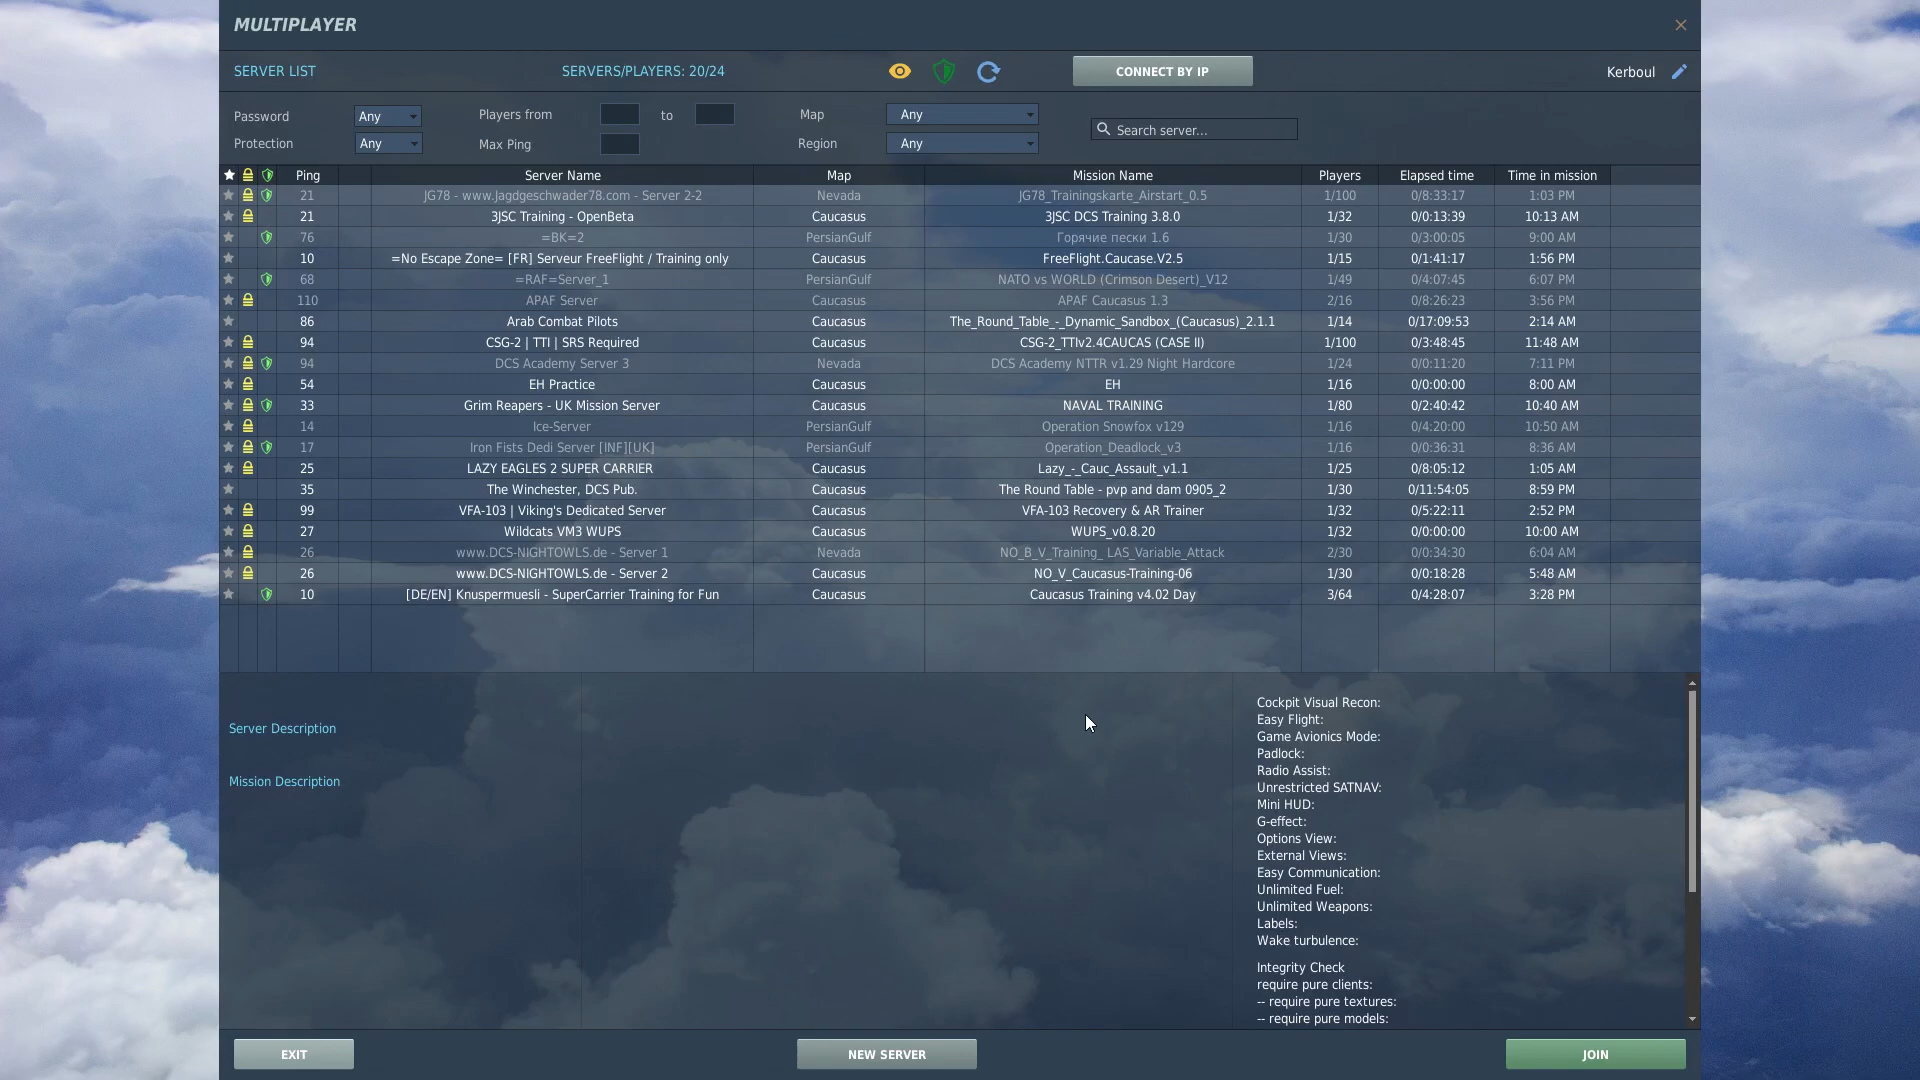 MULTIPLAYER
SERVER LIST SERVERS/PLAYERS: 20/24 CONNECT BY IP Kerboul
Password Any Players from to Map Any
Search server...
Protection Any Max Ping Region Any
Ping Server Name Map Mission Name Players Elapsed time Time in mission
21 JG78 - www.Jagdgeschwader78.com - Server 2-2 Nevada JG78_Trainingskarte_Airstart_0.5 1/100 0/8:33:17 1:03 PM
21 3JSC Training - OpenBeta Caucasus 3JSC DCS Training 3.8.0 1/32 0/0:13:39 10:13 AM
76 =BK=2 PersianGulf Горячие пески 1.6 1/30 0/3:00:05 9:00 AM
10 =No Escape Zone= [FR] Serveur FreeFlight / Training only Caucasus FreeFlight.Caucase.V2.5 1/15 0/1:41:17 1:56 PM
68 =RAF=Server_1 PersianGulf NATO vs WORLD (Crimson Desert)_V12 1/49 0/4:07:45 6:07 PM
110 APAF Server Caucasus APAF Caucasus 1.3 2/16 0/8:26:23 3:56 PM
86 Arab Combat Pilots Caucasus The_Round_Table_-_Dynamic_Sandbox_(Caucasus)_2.1.1 1/14 0/17:09:53 2:14 AM
94 CSG-2 | TTI | SRS Required Caucasus CSG-2_TTIv2.4CAUCAS (CASE II) 1/100 0/3:48:45 11:48 AM
94 DCS Academy Server 3 Nevada DCS Academy NTTR v1.29 Night Hardcore 1/24 0/0:11:20 7:11 PM
54 EH Practice Caucasus EH 1/16 0/0:00:00 8:00 AM
33 Grim Reapers - UK Mission Server Caucasus NAVAL TRAINING 1/80 0/2:40:42 10:40 AM
14 Ice-Server PersianGulf Operation Snowfox v129 1/16 0/4:20:00 10:50 AM
17 Iron Fists Dedi Server [INF][UK] PersianGulf Operation_Deadlock_v3 1/16 0/0:36:31 8:36 AM
25 LAZY EAGLES 2 SUPER CARRIER Caucasus Lazy_-_Cauc_Assault_v1.1 1/25 0/8:05:12 1:05 AM
35 The Winchester, DCS Pub. Caucasus The Round Table - pvp and dam 0905_2 1/30 0/11:54:05 8:59 PM
99 VFA-103 | Viking's Dedicated Server Caucasus VFA-103 Recovery & AR Trainer 1/32 0/5:22:11 2:52 PM
27 Wildcats VM3 WUPS Caucasus WUPS_v0.8.20 1/32 0/0:00:00 10:00 AM
26 www.DCS-NIGHTOWLS.de - Server 1 Nevada NO_B_V_Training_ LAS_Variable_Attack 2/30 0/0:34:30 6:04 AM
26 www.DCS-NIGHTOWLS.de - Server 2 Caucasus NO_V_Caucasus-Training-06 1/30 0/0:18:28 5:48 AM
10 [DE/EN] Knuspermuesli - SuperCarrier Training for Fun Caucasus Caucasus Training v4.02 Day 3/64 0/4:28:07 3:28 PM
Server Description
Mission Description
Cockpit Visual Recon:
Easy Flight:
Game Avionics Mode:
Padlock:
Radio Assist:
Unrestricted SATNAV:
Mini HUD:
G-effect:
Options View:
External Views:
Easy Communication:
Unlimited Fuel:
Unlimited Weapons:
Labels:
Wake turbulence:
Integrity Check
require pure clients:
-- require pure textures:
-- require pure models:
EXIT NEW SERVER JOIN